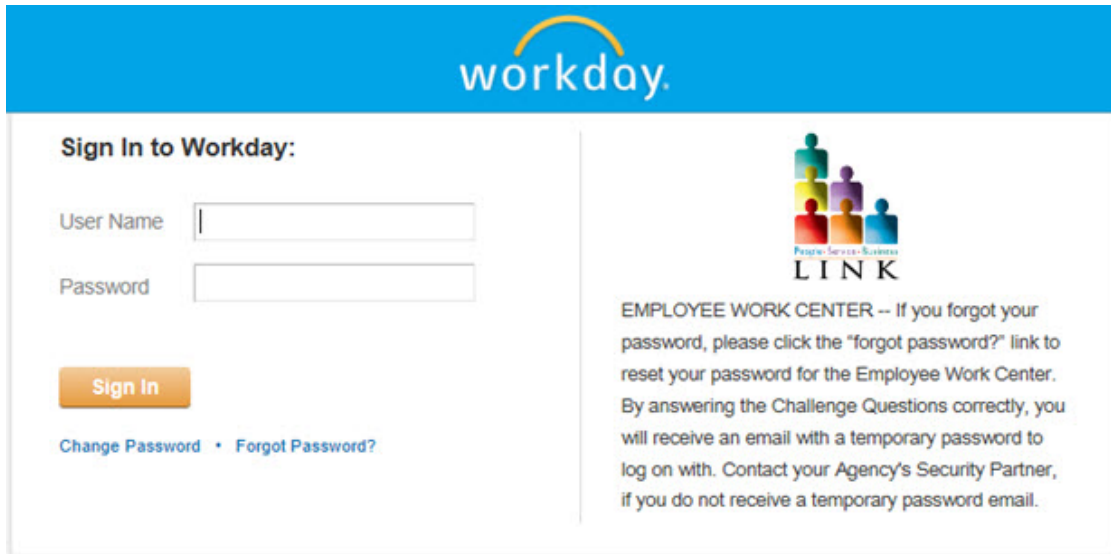 workday.
Sign In to Workday:
User Name
Password
Sign In
Change Password • Forgot Password?
People • Service • Business
LINK
EMPLOYEE WORK CENTER -- If you forgot your
password, please click the “forgot password?” link to
reset your password for the Employee Work Center.
By answering the Challenge Questions correctly, you
will receive an email with a temporary password to
log on with. Contact your Agency's Security Partner,
if you do not receive a temporary password email.